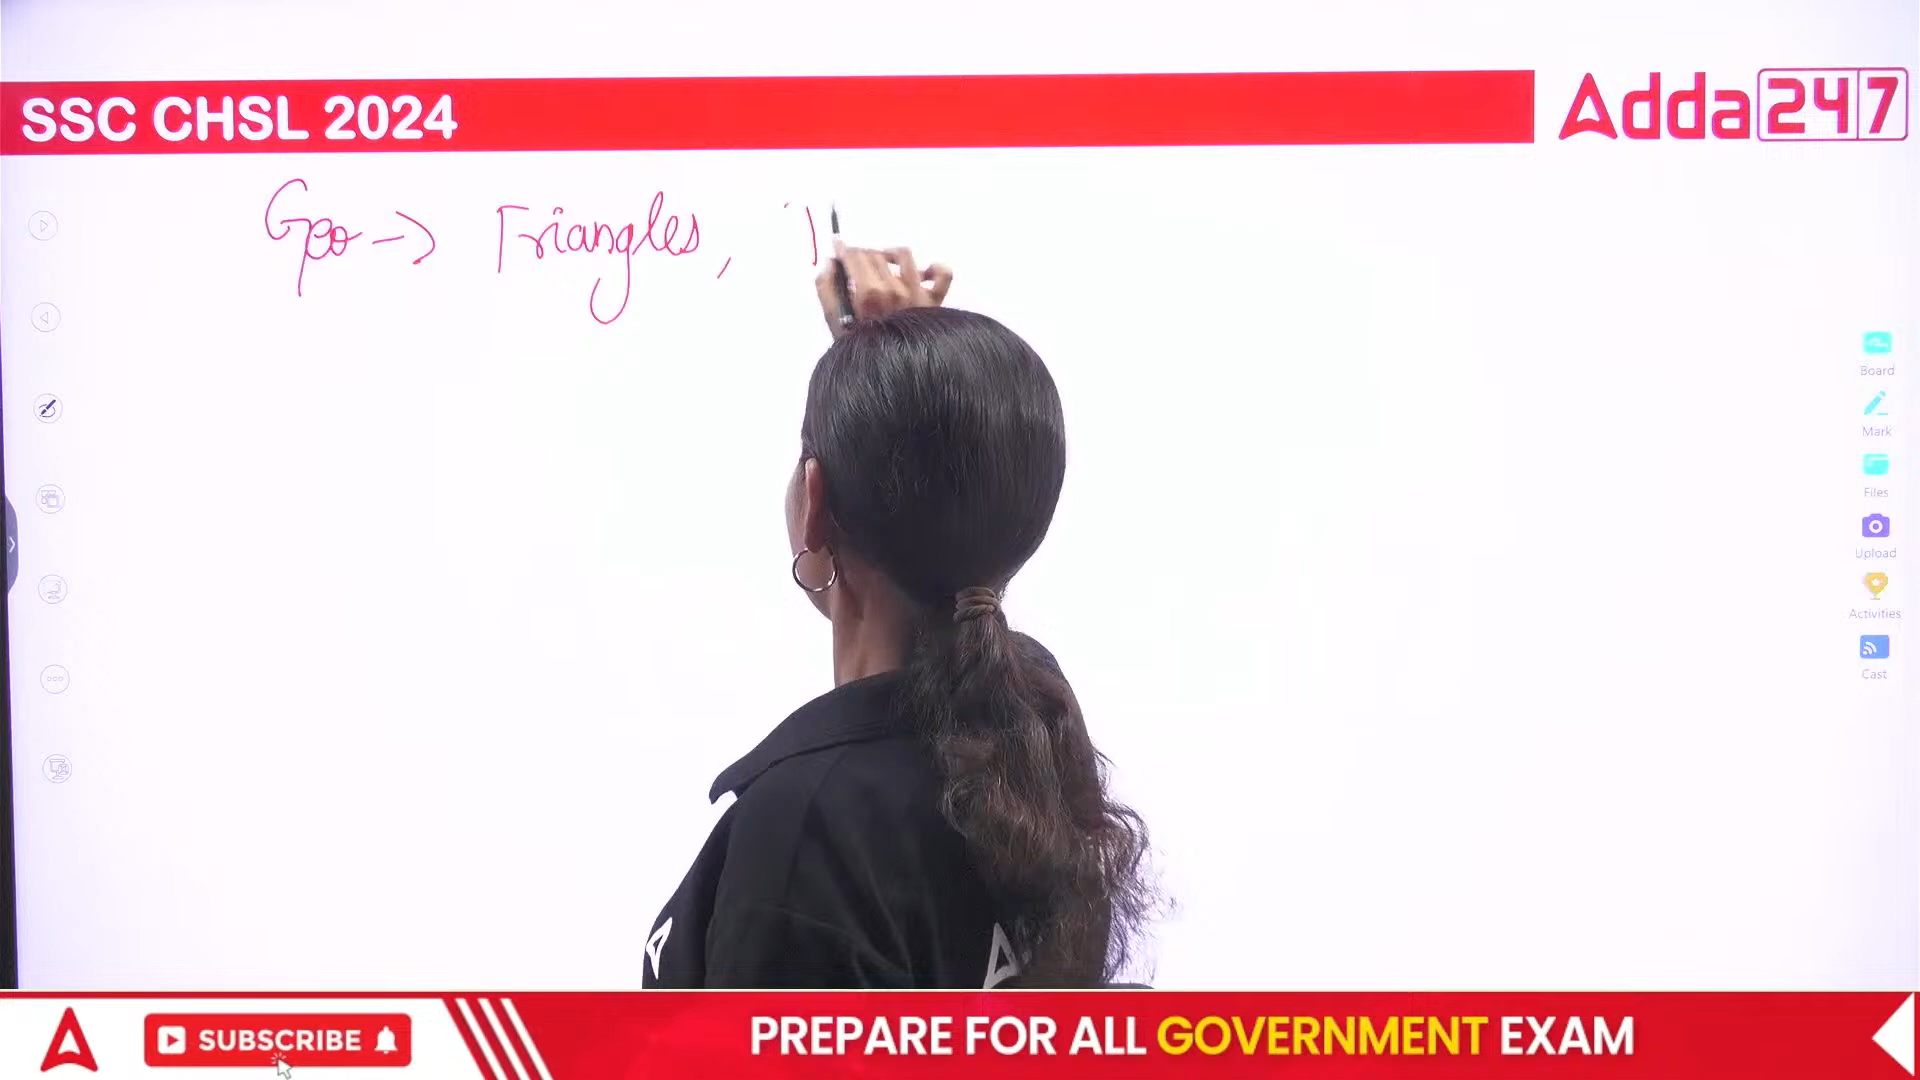 SSC CHSL 2024
Adda247
Geo → Triangles,
Board
Mark
Files
Upload
Activities
Cast
SUBSCRIBE
PREPARE FOR ALL GOVERNMENT EXAM